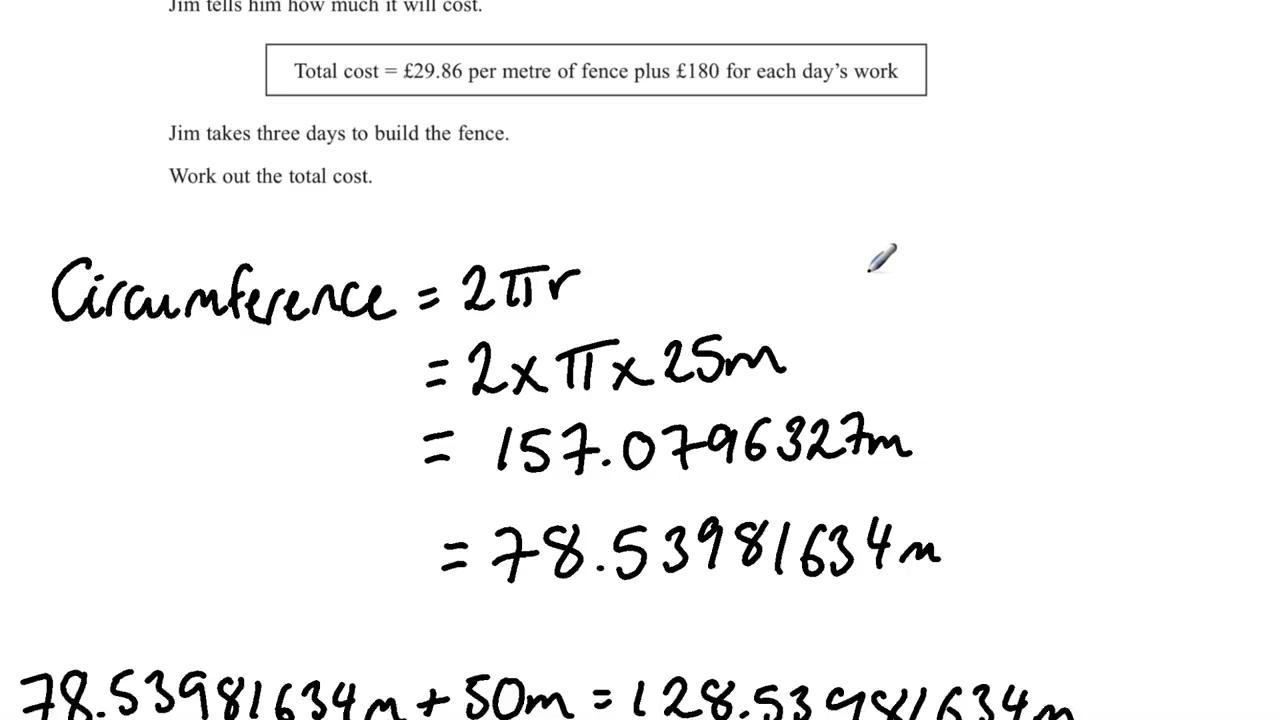 Jim tells him how much it will cost.
Total cost = £29.86 per metre of fence plus £180 for each day's work
Jim takes three days to build the fence.
Work out the total cost.
Circumference = 2πr
= 2×π×25m
= 157.0796327m
= 78.53981634m
78.53981634m + 50m = 128.53981634m